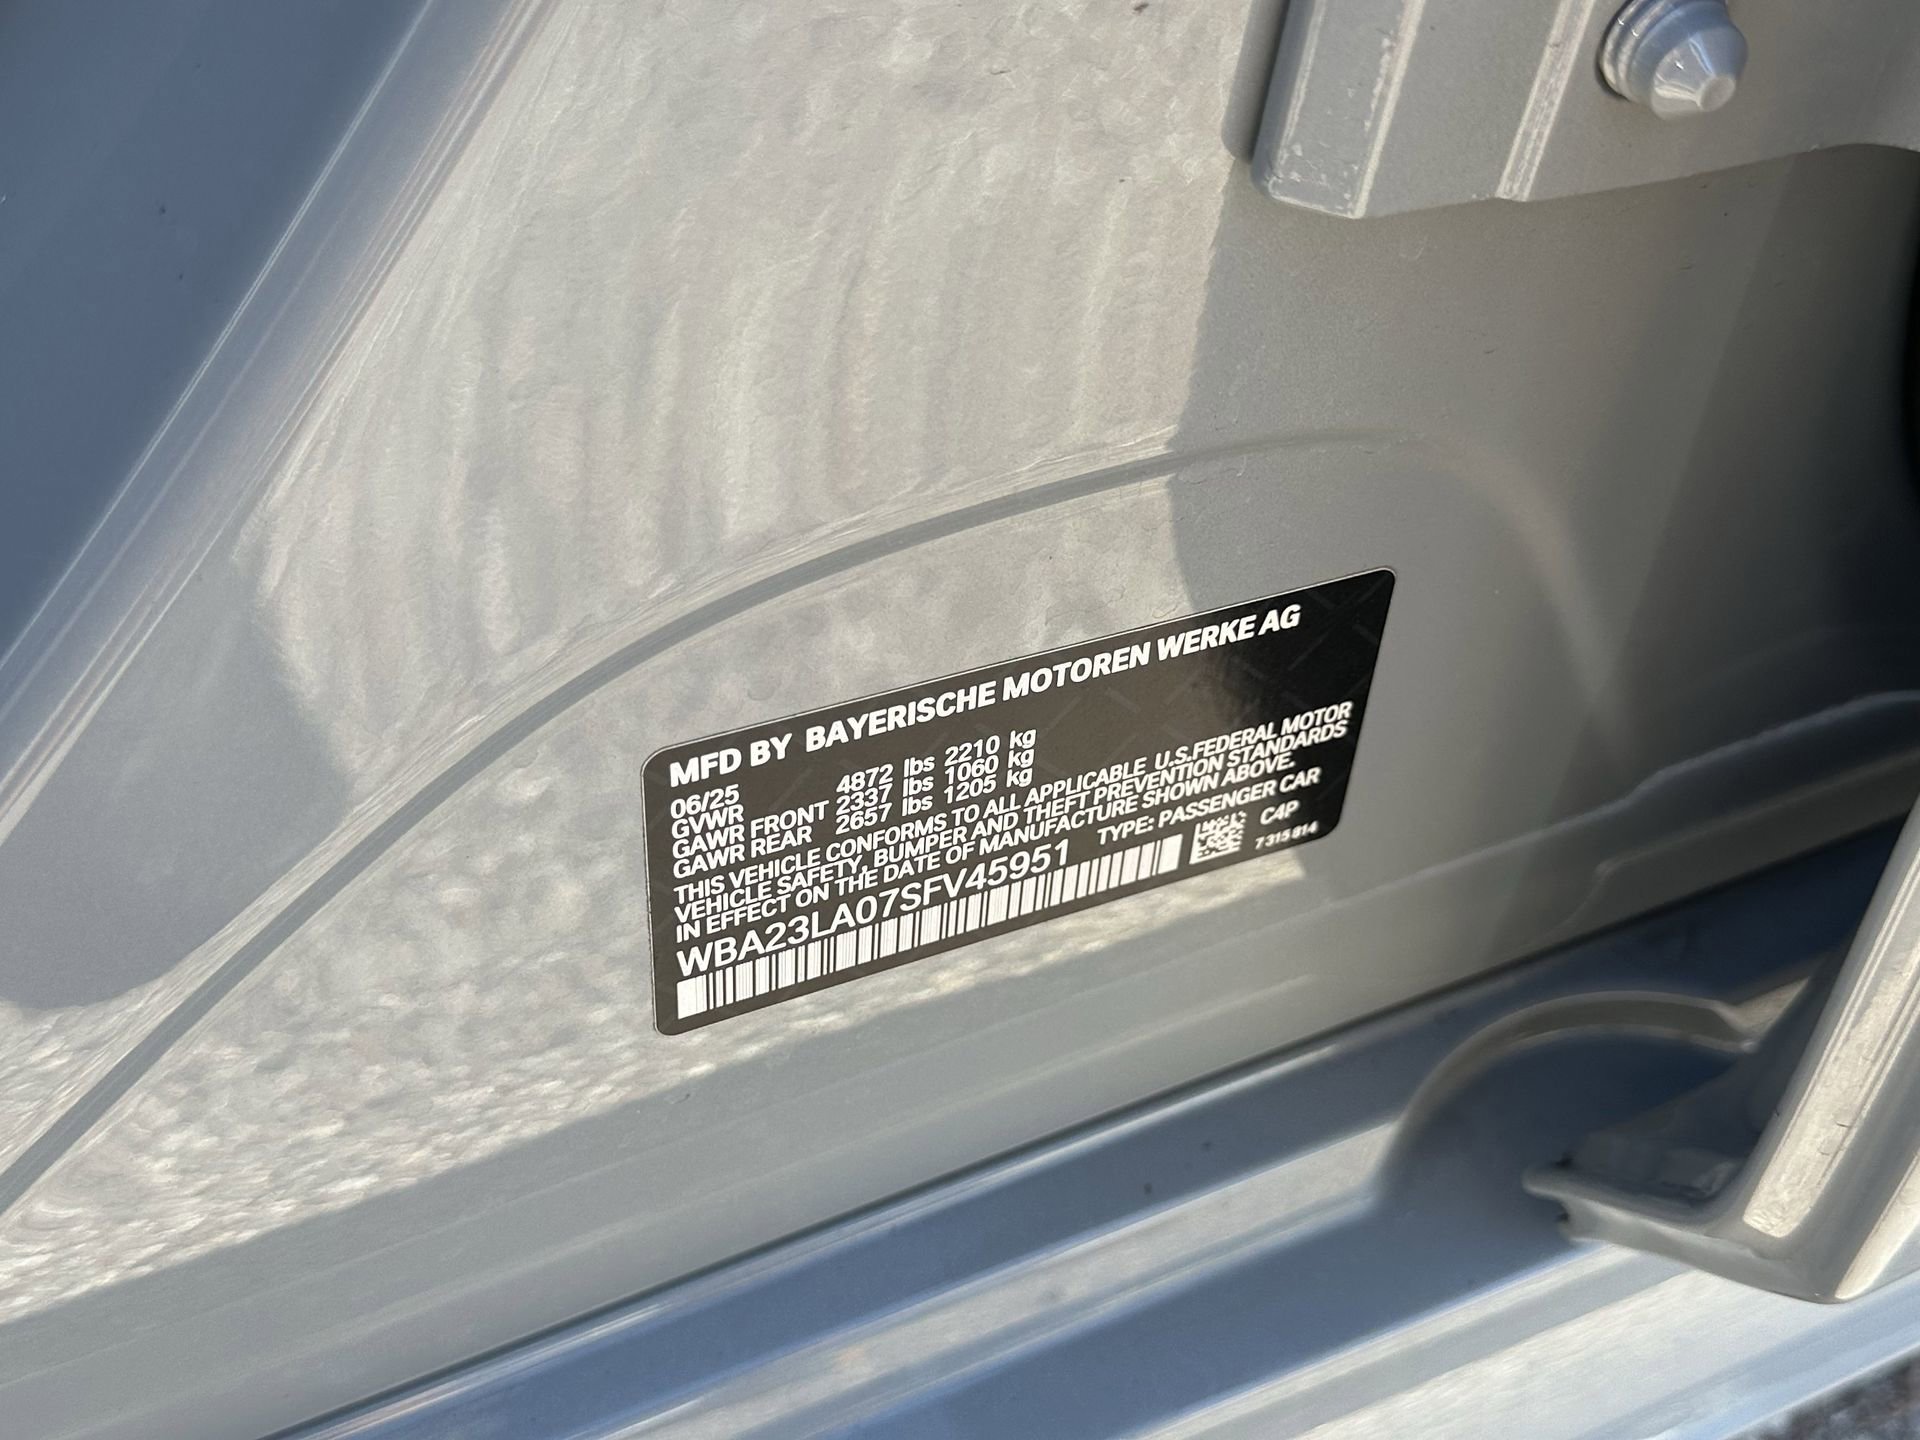 MFD BY BAYERISCHE MOTOREN WERKE AG
06/25
GVWR 4872 lbs 2210 kg
GAWR FRONT 2337 lbs 1060 kg
GAWR REAR 2657 lbs 1205 kg
THIS VEHICLE CONFORMS TO ALL APPLICABLE U.S.FEDERAL MOTOR
VEHICLE SAFETY, BUMPER AND THEFT PREVENTION STANDARDS
IN EFFECT ON THE DATE OF MANUFACTURE SHOWN ABOVE.
WBA23LA07SFV45951 TYPE: PASSENGER CAR
C4P
7 315 814